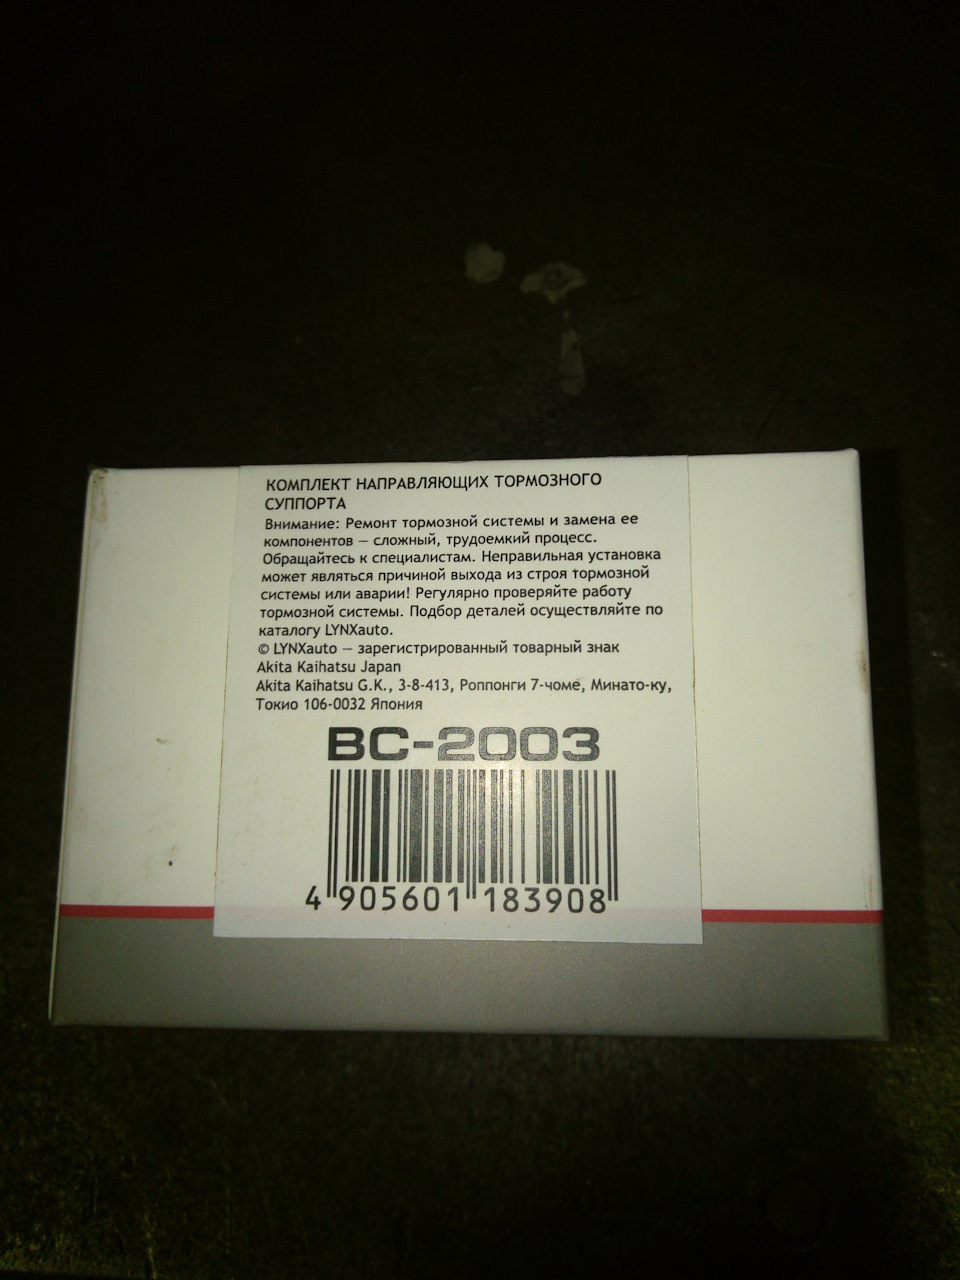 КОМПЛЕКТ НАПРАВЛЯЮЩИХ ТОРМОЗНОГО
СУППОРТА
Внимание: Ремонт тормозной системы и замена ее
компонентов – сложный, трудоемкий процесс.
Обращайтесь к специалистам. Неправильная установка
может являться причиной выхода из строя тормозной
системы или аварии! Регулярно проверяйте работу
тормозной системы. Подбор деталей осуществляйте по
каталогу LYNXauto.
© LYNXauto – зарегистрированный товарный знак
Akita Kaihatsu Japan
Akita Kaihatsu G.K., 3-8-413, Роппонги 7-чоме, Минато-ку,
Токио 106-0032 Япония
BC-2003
4 905601 183908